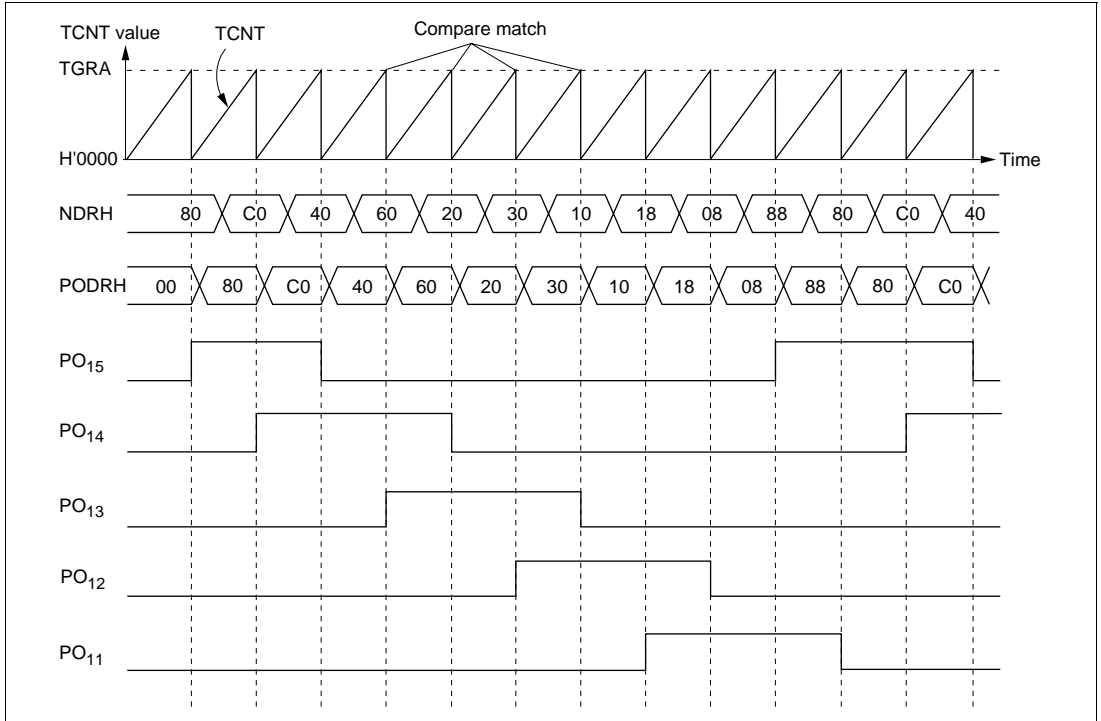 TCNT value
TCNT
Compare match
TGRA
H'0000
Time
NDRH
80 C0 40 60 20 30 10 18 08 88 80 C0 40
PODRH
00 80 C0 40 60 20 30 10 18 08 88 80 C0
PO15
PO14
PO13
PO12
PO11